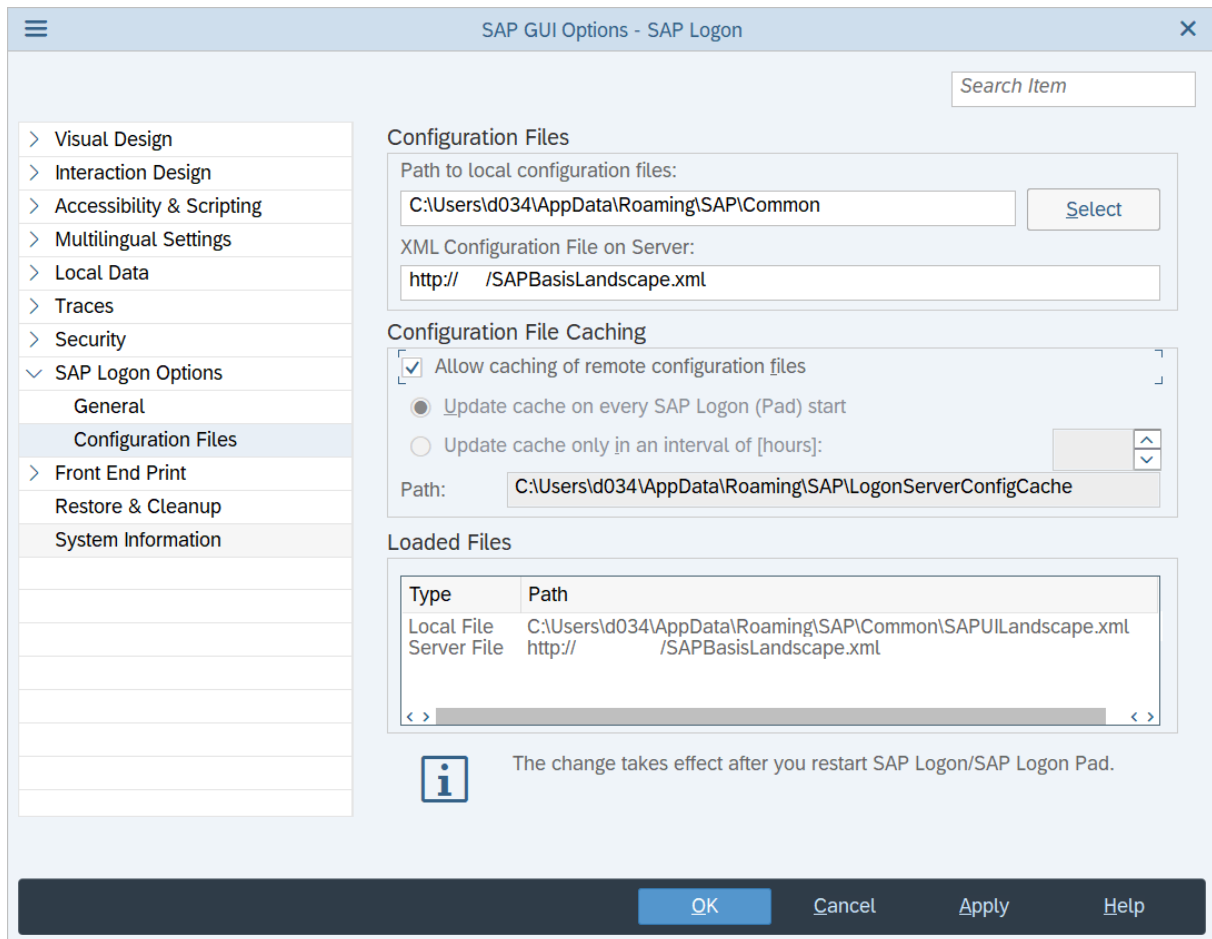 SAP GUI Options - SAP Logon
Search Item
Visual Design
Interaction Design
Accessibility & Scripting
Multilingual Settings
Local Data
Traces
Security
SAP Logon Options
General
Configuration Files
Front End Print
Restore & Cleanup
System Information
Configuration Files
Path to local configuration files:
C:\Users\d034\AppData\Roaming\SAP\Common
Select
XML Configuration File on Server:
http:// /SAPBasisLandscape.xml
Configuration File Caching
Allow caching of remote configuration files
Update cache on every SAP Logon (Pad) start
Update cache only in an interval of [hours]:
Path: C:\Users\d034\AppData\Roaming\SAP\LogonServerConfigCache
Loaded Files
Type Path
Local File C:\Users\d034\AppData\Roaming\SAP\Common\SAPUILandscape.xml
Server File http:// /SAPBasisLandscape.xml
The change takes effect after you restart SAP Logon/SAP Logon Pad.
OK Cancel Apply Help